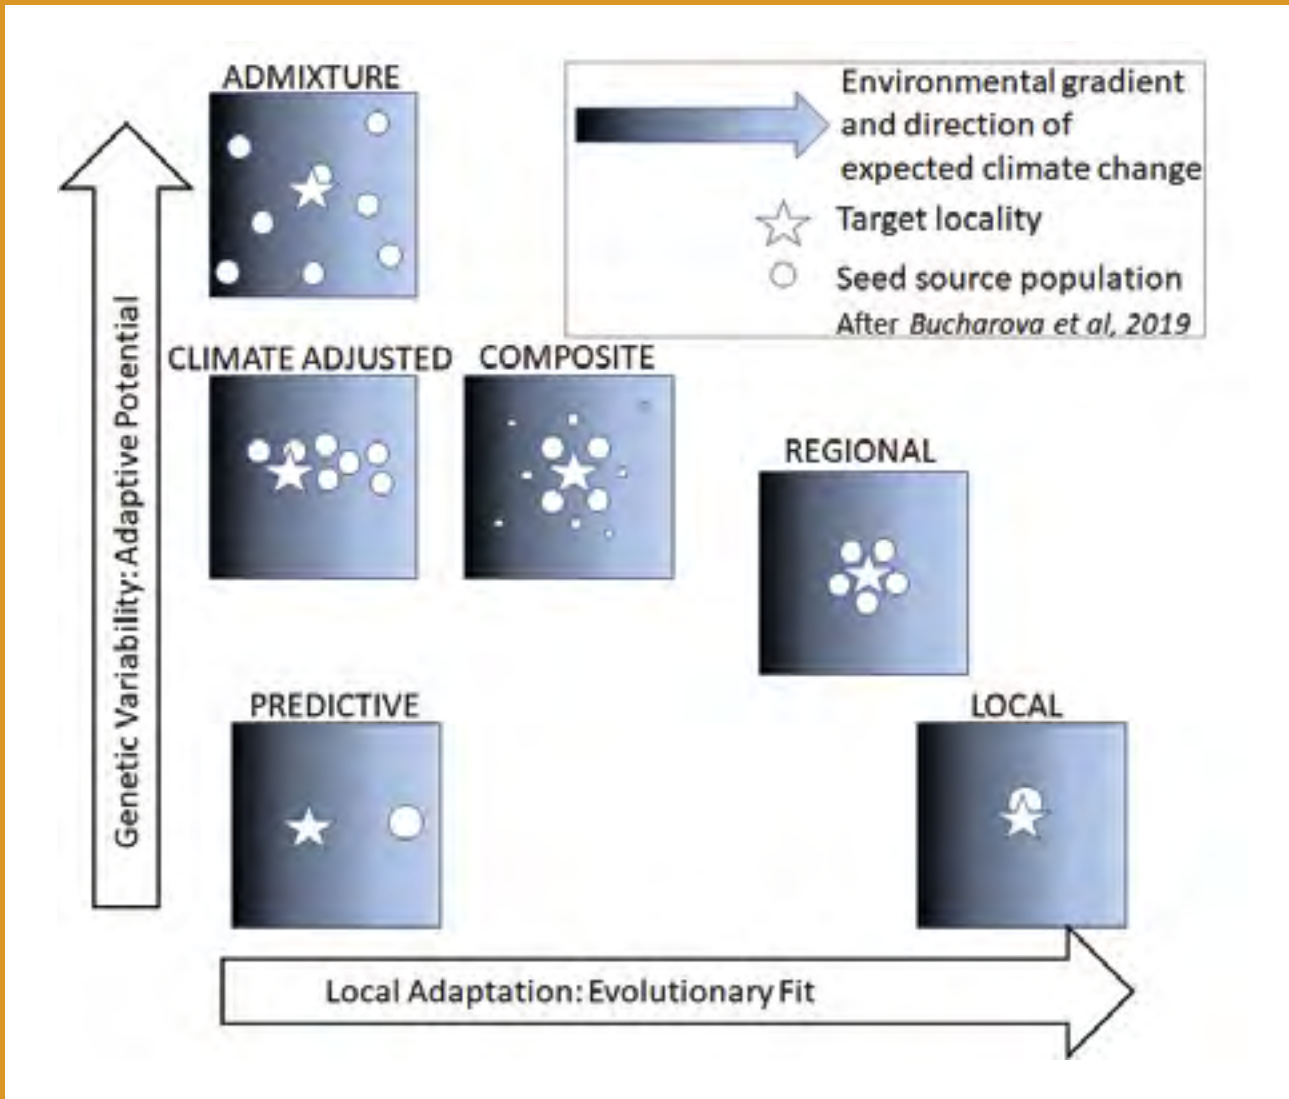 ADMIXTURE
Environmental gradient
and direction of
expected climate change
Target locality
Seed source population
After Bucharova et al, 2019
CLIMATE ADJUSTED
COMPOSITE
REGIONAL
PREDICTIVE
LOCAL
Genetic Variability: Adaptive Potential
Local Adaptation: Evolutionary Fit